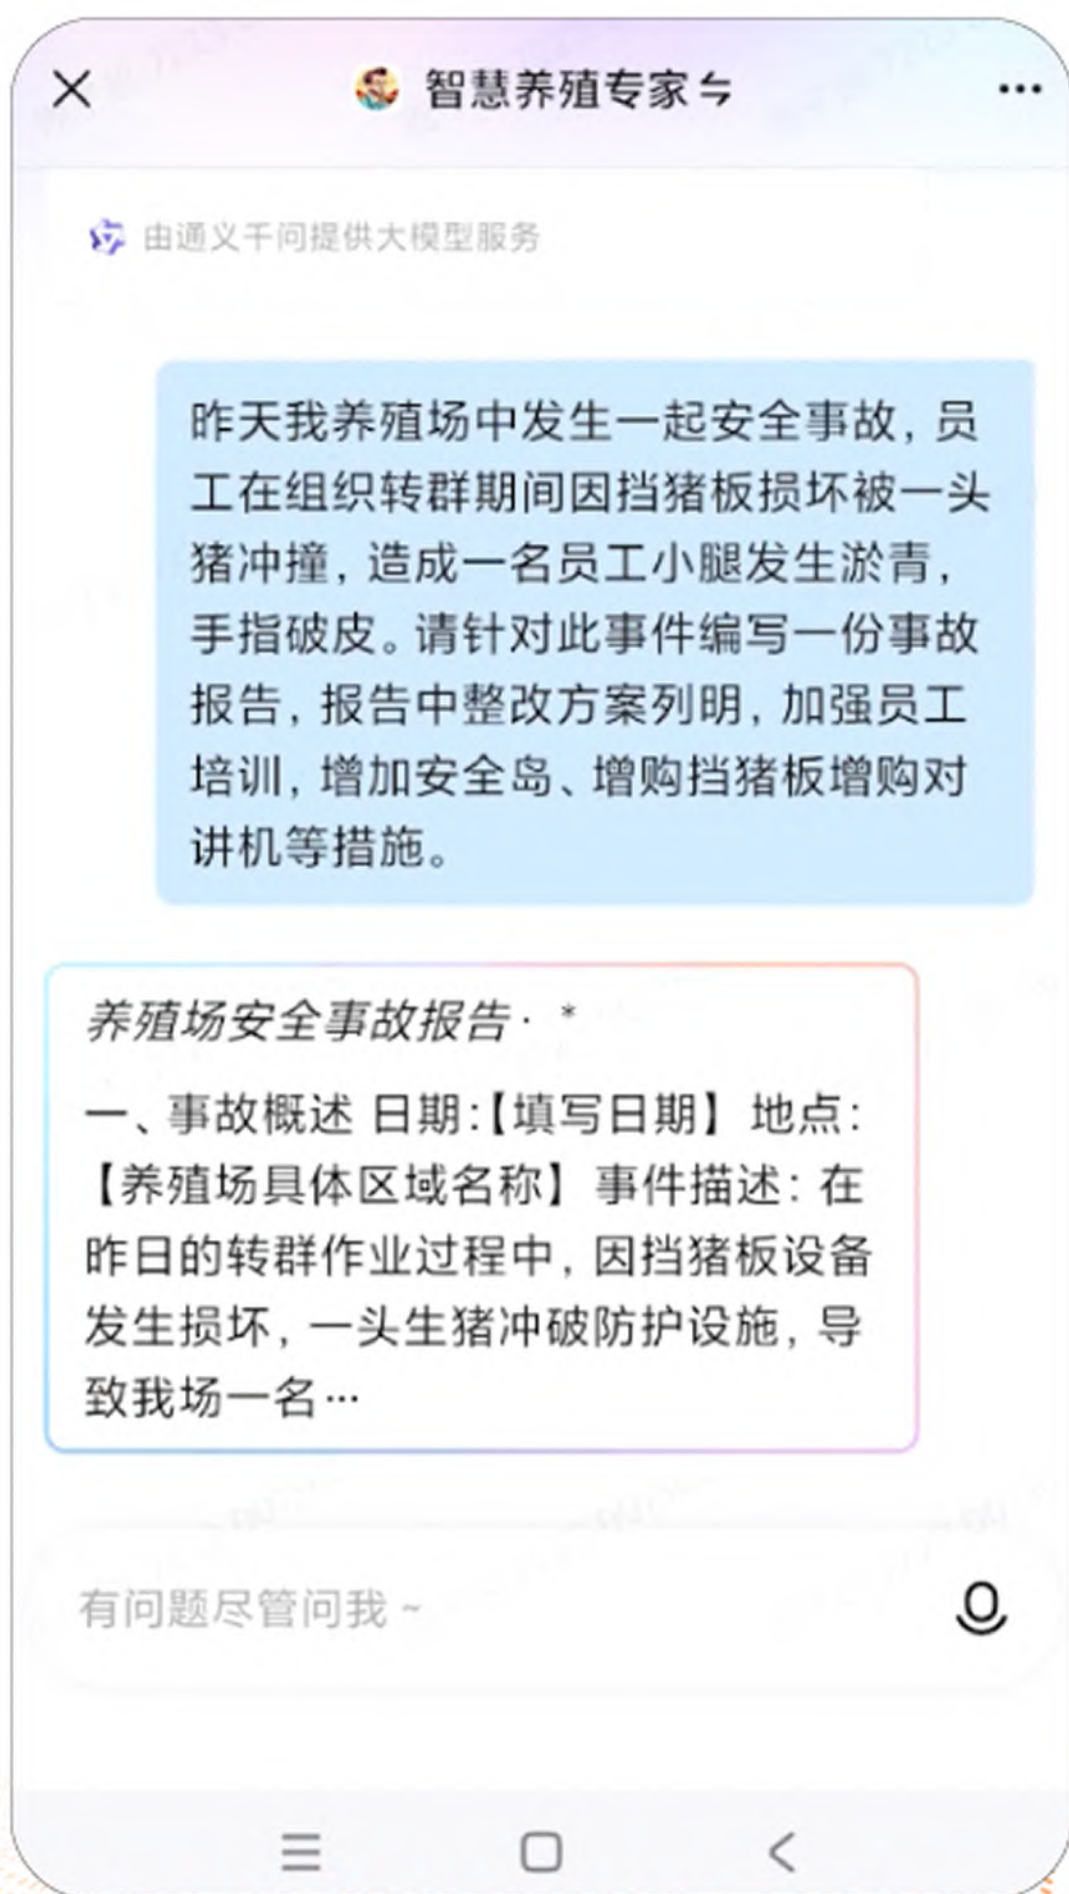 智慧养殖专家
由通义千问提供大模型服务
昨天我养殖场中发生一起安全事故，员
工在组织转群期间因挡猪板损坏被一头
猪冲撞，造成一名员工小腿发生淤青，
手指破皮。请针对此事件编写一份事故
报告，报告中整改方案列明，加强员工
培训，增加安全岛、增购挡猪板增购对
讲机等措施。
养殖场安全事故报告· *
一、事故概述 日期：【填写日期】 地点：
【养殖场具体区域名称】 事件描述：在
昨日的转群作业过程中，因挡猪板设备
发生损坏，一头生猪冲破防护设施，导
致我场一名…
有问题尽管问我 ~